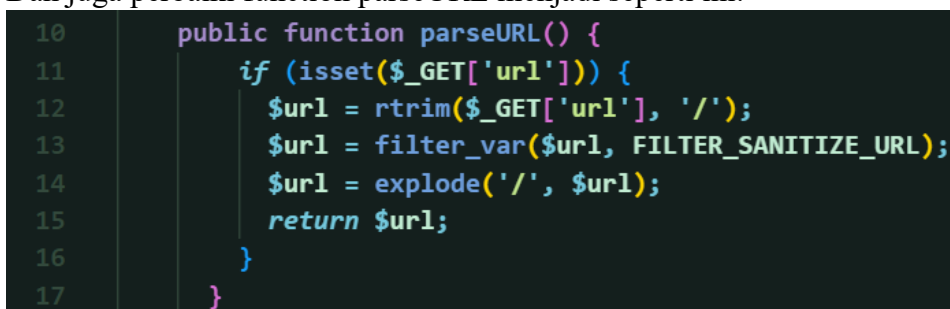 10 public function parseURL() {
11 if (isset($_GET['url'])) {
12 $url = rtrim($_GET['url'], '/');
13 $url = filter_var($url, FILTER_SANITIZE_URL);
14 $url = explode('/', $url);
15 return $url;
16 }
17 }